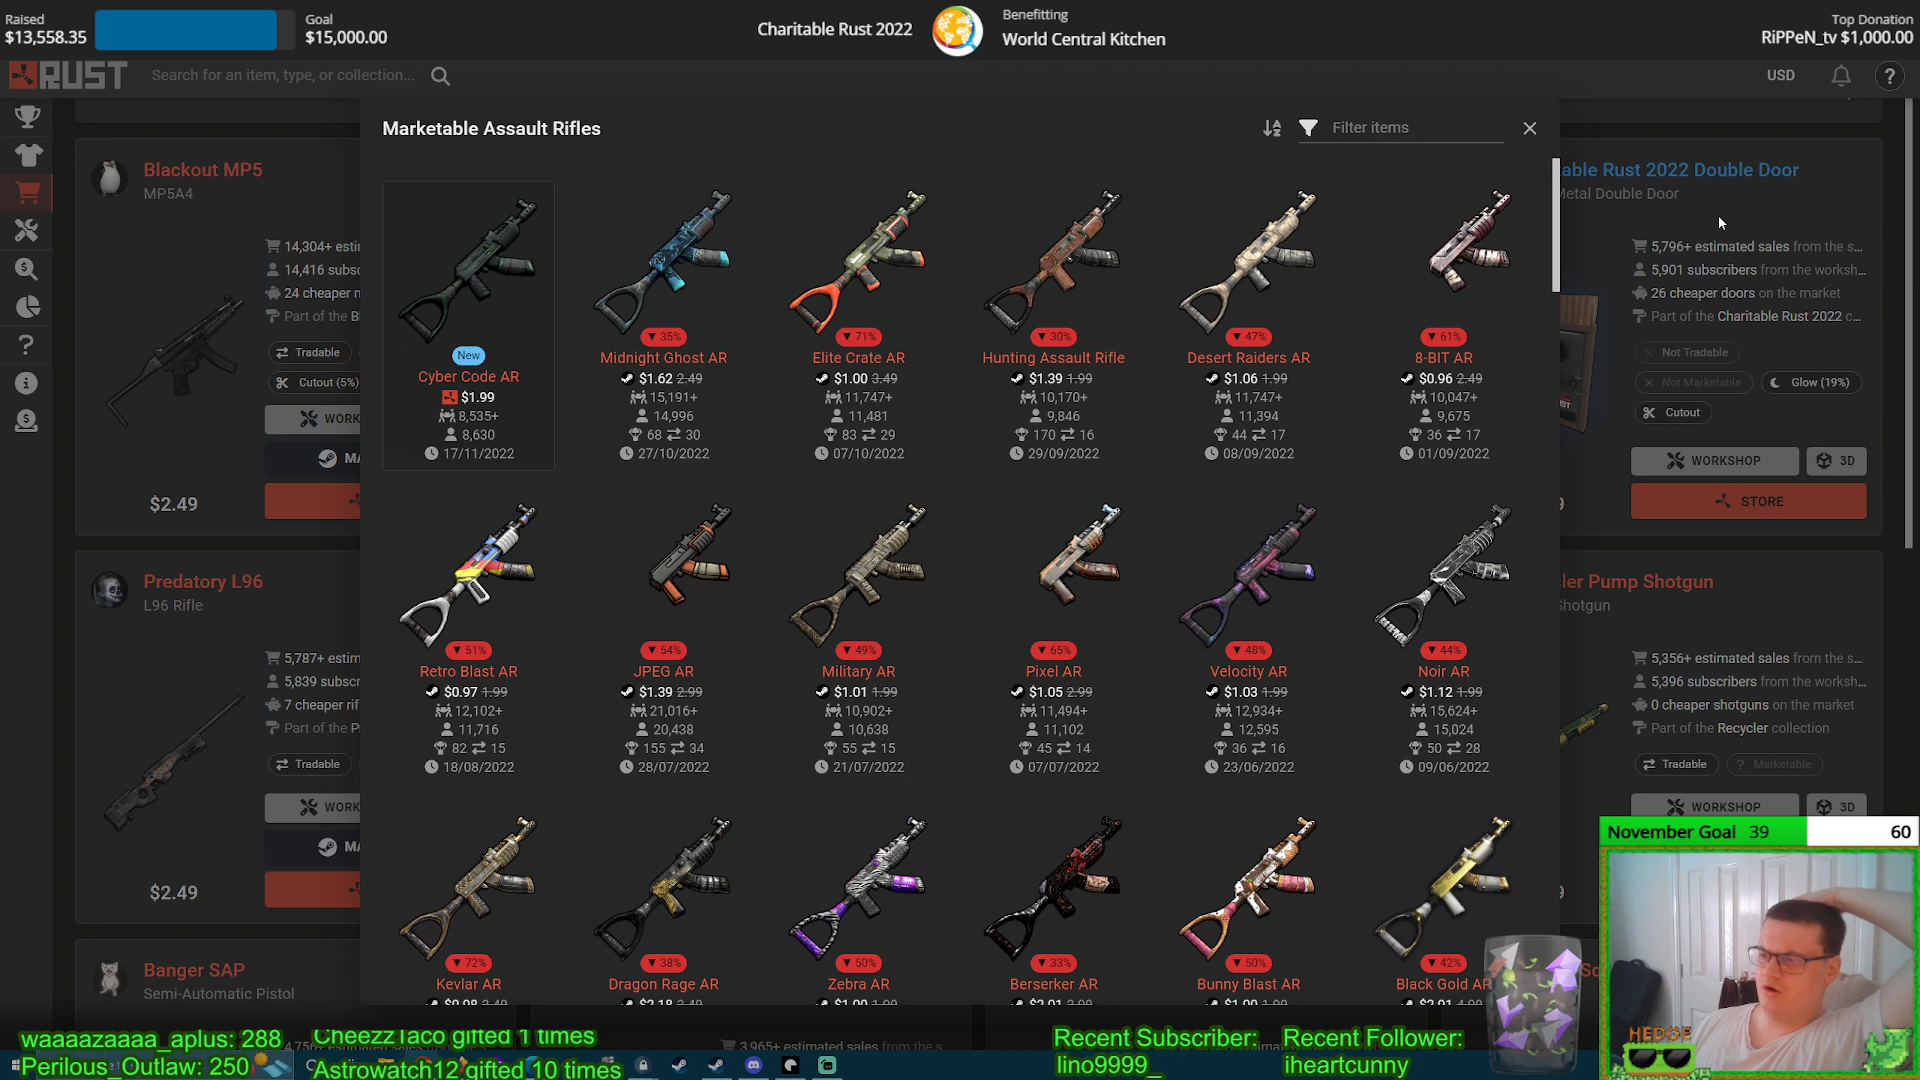 Raised
$13,558.35
Goal
$15,000.00
Charitable Rust 2022
Benefitting
World Central Kitchen
Top Donation
RiPPeN_tv $1,000.00
RUST
Search for an item, type, or collection...
USD
Blackout MP5
MP5A4
14,304+ esti
14,416 subsc
24 cheaper
Part of the
Tradable
Cutout (5%)
WORK
MA
$2.49
Predatory L96
L96 Rifle
5,787+ estim
5,839 subscr
7 cheaper rif
Part of the
Tradable
WORK
MA
$2.49
Banger SAP
Semi-Automatic Pistol
Marketable Assault Rifles
Filter items
New
Cyber Code AR
$1.99
8,535+
8,630
17/11/2022
▼ 35%
Midnight Ghost AR
$1.62 2.49
15,191+
14,996
68 30
27/10/2022
▼ 71%
Elite Crate AR
$1.00 3.49
11,747+
11,481
83 29
07/10/2022
▼ 30%
Hunting Assault Rifle
$1.39 1.99
10,170+
9,846
170 16
29/09/2022
▼ 47%
Desert Raiders AR
$1.06 1.99
11,747+
11,394
44 17
08/09/2022
▼ 61%
8-BIT AR
$0.96 2.49
10,047+
9,675
36 17
01/09/2022
▼ 51%
Retro Blast AR
$0.97 1.99
12,102+
11,716
82 15
18/08/2022
▼ 54%
JPEG AR
$1.39 2.99
21,016+
20,438
155 34
28/07/2022
▼ 49%
Military AR
$1.01 1.99
10,902+
10,638
55 15
21/07/2022
▼ 65%
Pixel AR
$1.05 2.99
11,494+
11,102
45 14
07/07/2022
▼ 48%
Velocity AR
$1.03 1.99
12,934+
12,595
36 16
23/06/2022
▼ 44%
Noir AR
$1.12 1.99
15,624+
15,024
50 28
09/06/2022
▼ 72%
Kevlar AR
▼ 38%
Dragon Rage AR
▼ 50%
Zebra AR
▼ 33%
Berserker AR
▼ 50%
Bunny Blast AR
▼ 42%
Black Gold AR
able Rust 2022 Double Door
Metal Double Door
5,796+ estimated sales from the s...
5,901 subscribers from the worksh...
26 cheaper doors on the market
Part of the Charitable Rust 2022 c...
Not Tradable
Not Marketable
Glow (19%)
Cutout
WORKSHOP
3D
STORE
ler Pump Shotgun
Shotgun
5,356+ estimated sales from the s...
5,396 subscribers from the worksh...
0 cheaper shotguns on the market
Part of the Recycler collection
Tradable
? Marketable
WORKSHOP
3D
November Goal 39 60
HEDGE
waaaazaaaa_aplus: 288
Perilous_Outlaw: 250
CheezzTaco gifted 1 times
Astrowatch12 gifted 10 times
3,965+ estimated sales from the s
Recent Subscriber:
lino9999_
Recent Follower:
iheartcunny